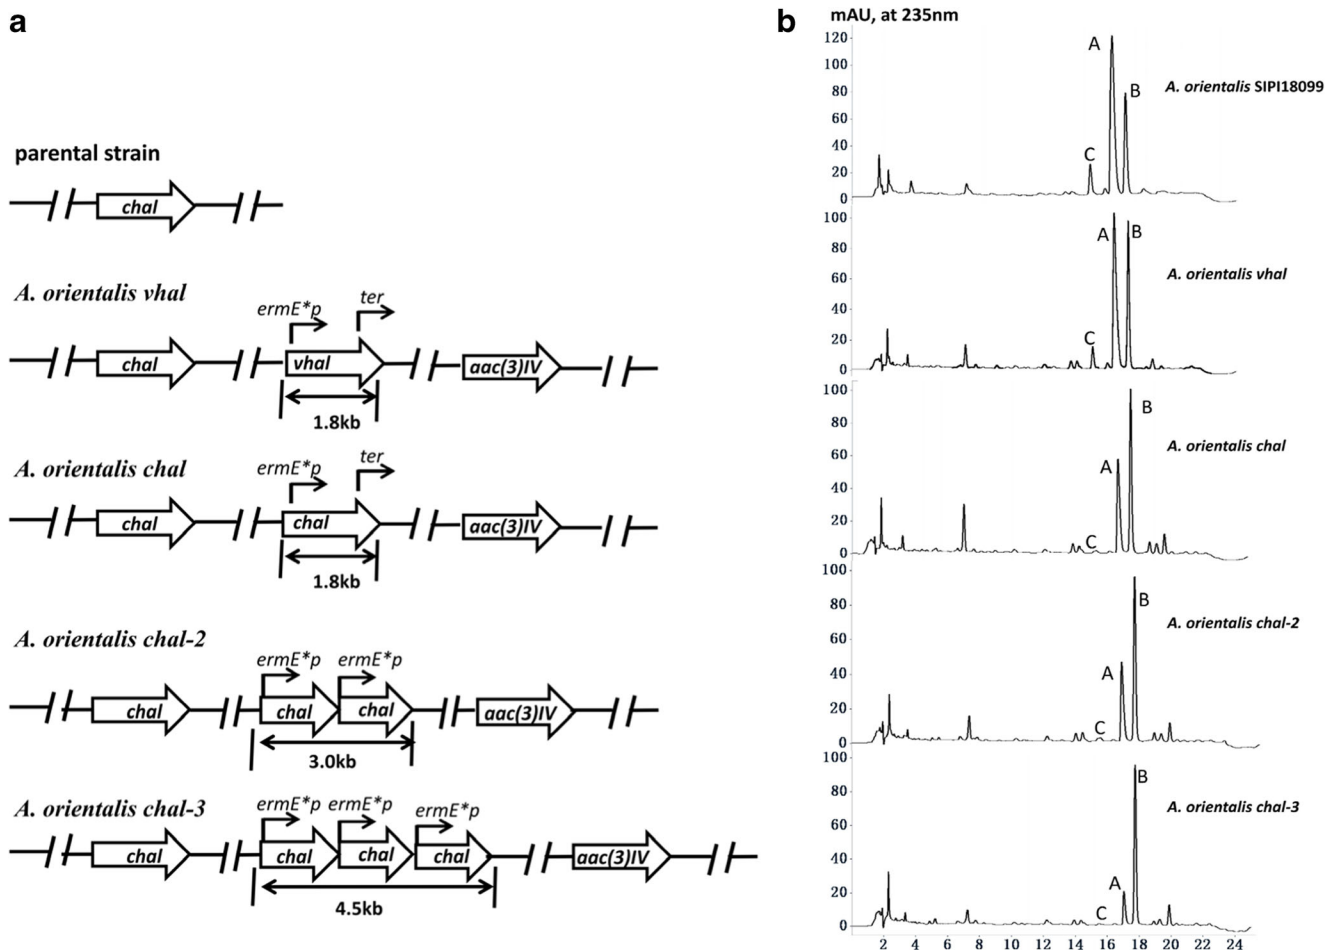 a
parental strain
chal
A. orientalis vhal
ermE*p
ter
chal
vhal
aac(3)IV
1.8kb
A. orientalis chal
ermE*p
ter
chal
chal
aac(3)IV
1.8kb
A. orientalis chal-2
ermE*p ermE*p
chal
chal
chal
aac(3)IV
3.0kb
A. orientalis chal-3
ermE*p ermE*p ermE*p
chal
chal
chal
chal
aac(3)IV
4.5kb
b
mAU, at 235nm
120
100
80
60
40
20
0
A
B
C
A. orientalis SIPI18099
100
80
60
40
20
0
A
B
C
A. orientalis vhal
100
80
60
40
20
0
A
B
C
A. orientalis chal
100
80
60
40
20
0
A
B
C
A. orientalis chal-2
100
80
60
40
20
0
A
B
C
A. orientalis chal-3
2 4 6 8 10 12 14 16 18 20 22 24